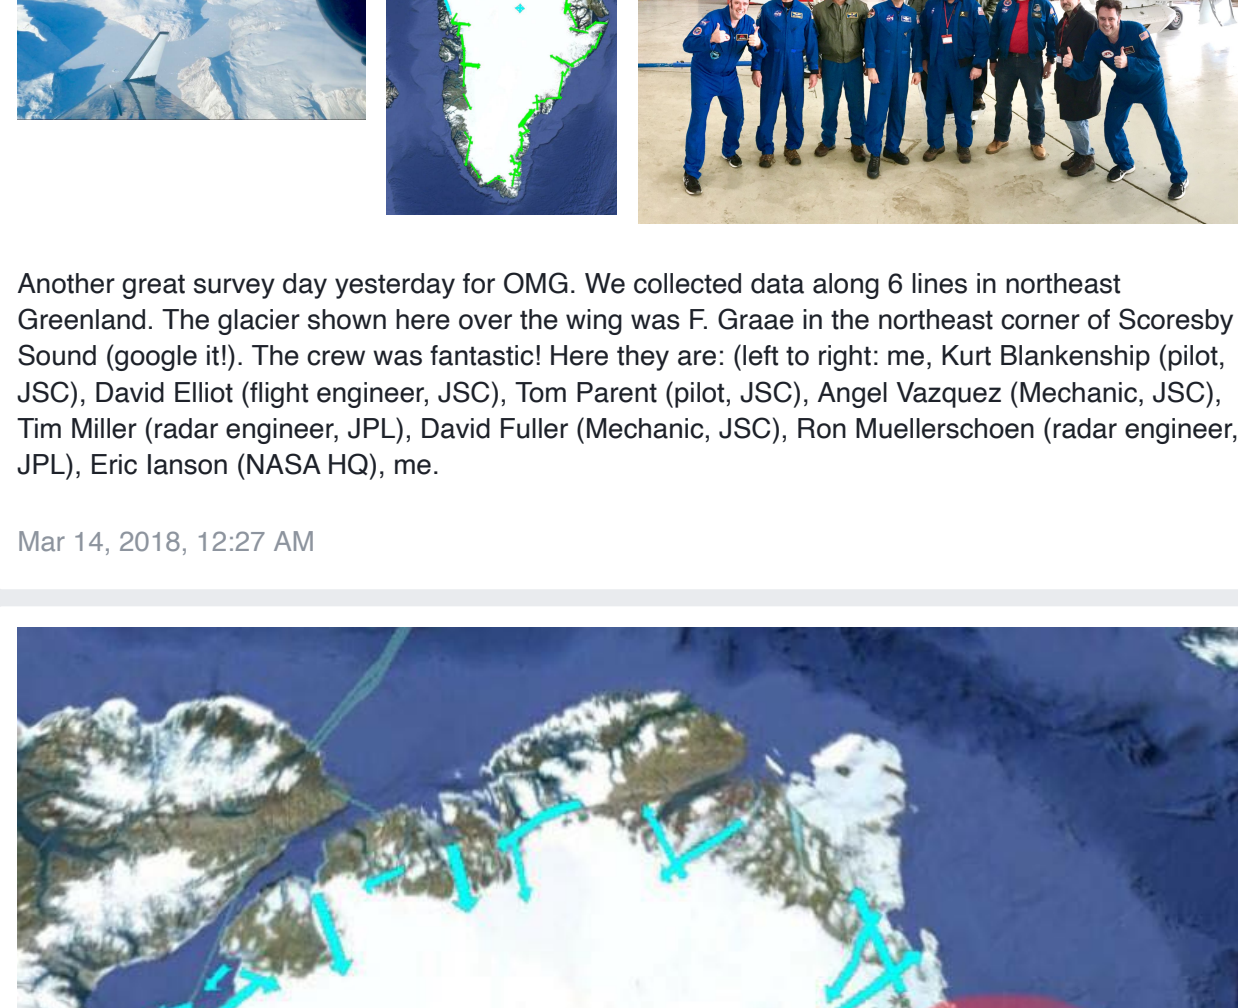 Another great survey day yesterday for OMG. We collected data along 6 lines in northeast
Greenland. The glacier shown here over the wing was F. Graae in the northeast corner of Scoresby
Sound (google it!). The crew was fantastic! Here they are: (left to right: me, Kurt Blankenship (pilot,
JSC), David Elliot (flight engineer, JSC), Tom Parent (pilot, JSC), Angel Vazquez (Mechanic, JSC),
Tim Miller (radar engineer, JPL), David Fuller (Mechanic, JSC), Ron Muellerschoen (radar engineer,
JPL), Eric Ianson (NASA HQ), me.
Mar 14, 2018, 12:27 AM